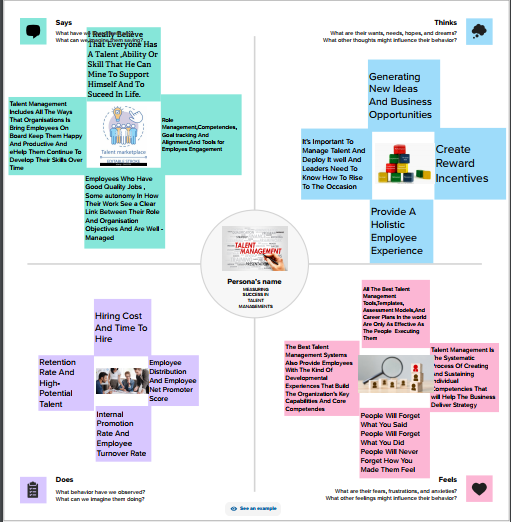 Says
What have we
What can we imagine them saying?
I Really Believe
That Everyone Has
A Talent ,Ability Or
Skill That He Can
Mine To Support
Himself And To
Suceed In Life.
Talent Management
Includes All The Ways
That Organisations Is
Bring Employees On
Board Keep Them Happy
And Productive And
eHelp Them Continue To
Develop Their Skills Over
Time
Talent marketplace
EDITABLE STROKE
Role
Management,Competencies,
Goal tracking And
Alignment,And Tools for
Employes Engagement
Employees Who Have
Good Quality Jobs ,
Some autonomy In How
Their Work See a Clear
Link Between Their Role
And Organisation
Objectives And Are Well -
Managed
Thinks
What are their wants, needs, hopes, and dreams?
What other thoughts might influence their behavior?
Generating
New Ideas
And Business
Opportunities
It's Important To
Manage Talent And
Deploy It well And
Leaders Need To
Know How To Rise
To The Occasion
Create
Reward
Incentives
Provide A
Holistic
Employee
Experience
TALENT
MANAGEMENT
Persona's name
MEASURING
SUCCESS IN
TALENT
MANAGEMENTS
Hiring Cost
And Time To
Hire
Retention
Rate And
High-
Potential
Talent
Employee
Distribution
And Employee
Net Promoter
Score
Internal
Promotion
Rate And
Employee
Turnover Rate
Does
What behavior have we observed?
What can we imagine them doing?
All The Best Talent
Management
Tools,Templates,
Assessment Models,And
Career Plans In the world
Are Only As Effective As
The People Executing
Them
The Best Talent
Management Systems
Also Provide Employees
With The Kind Of
Developmental
Experiences That Build
The Organization's Key
Capabilities And Core
Competencies
Talent Management Is
The Systematic
Process Of Creating
and Sustaining
Individual
Competencies That
will Help The Business
Deliver Strategy
People Will Forget
What You Said
People Will Forget
What You Did
People Will Never
Forget How You
Made Them Feel
Feels
What are their fears, frustrations, and anxieties?
What other feelings might influence their behavior?
See an example